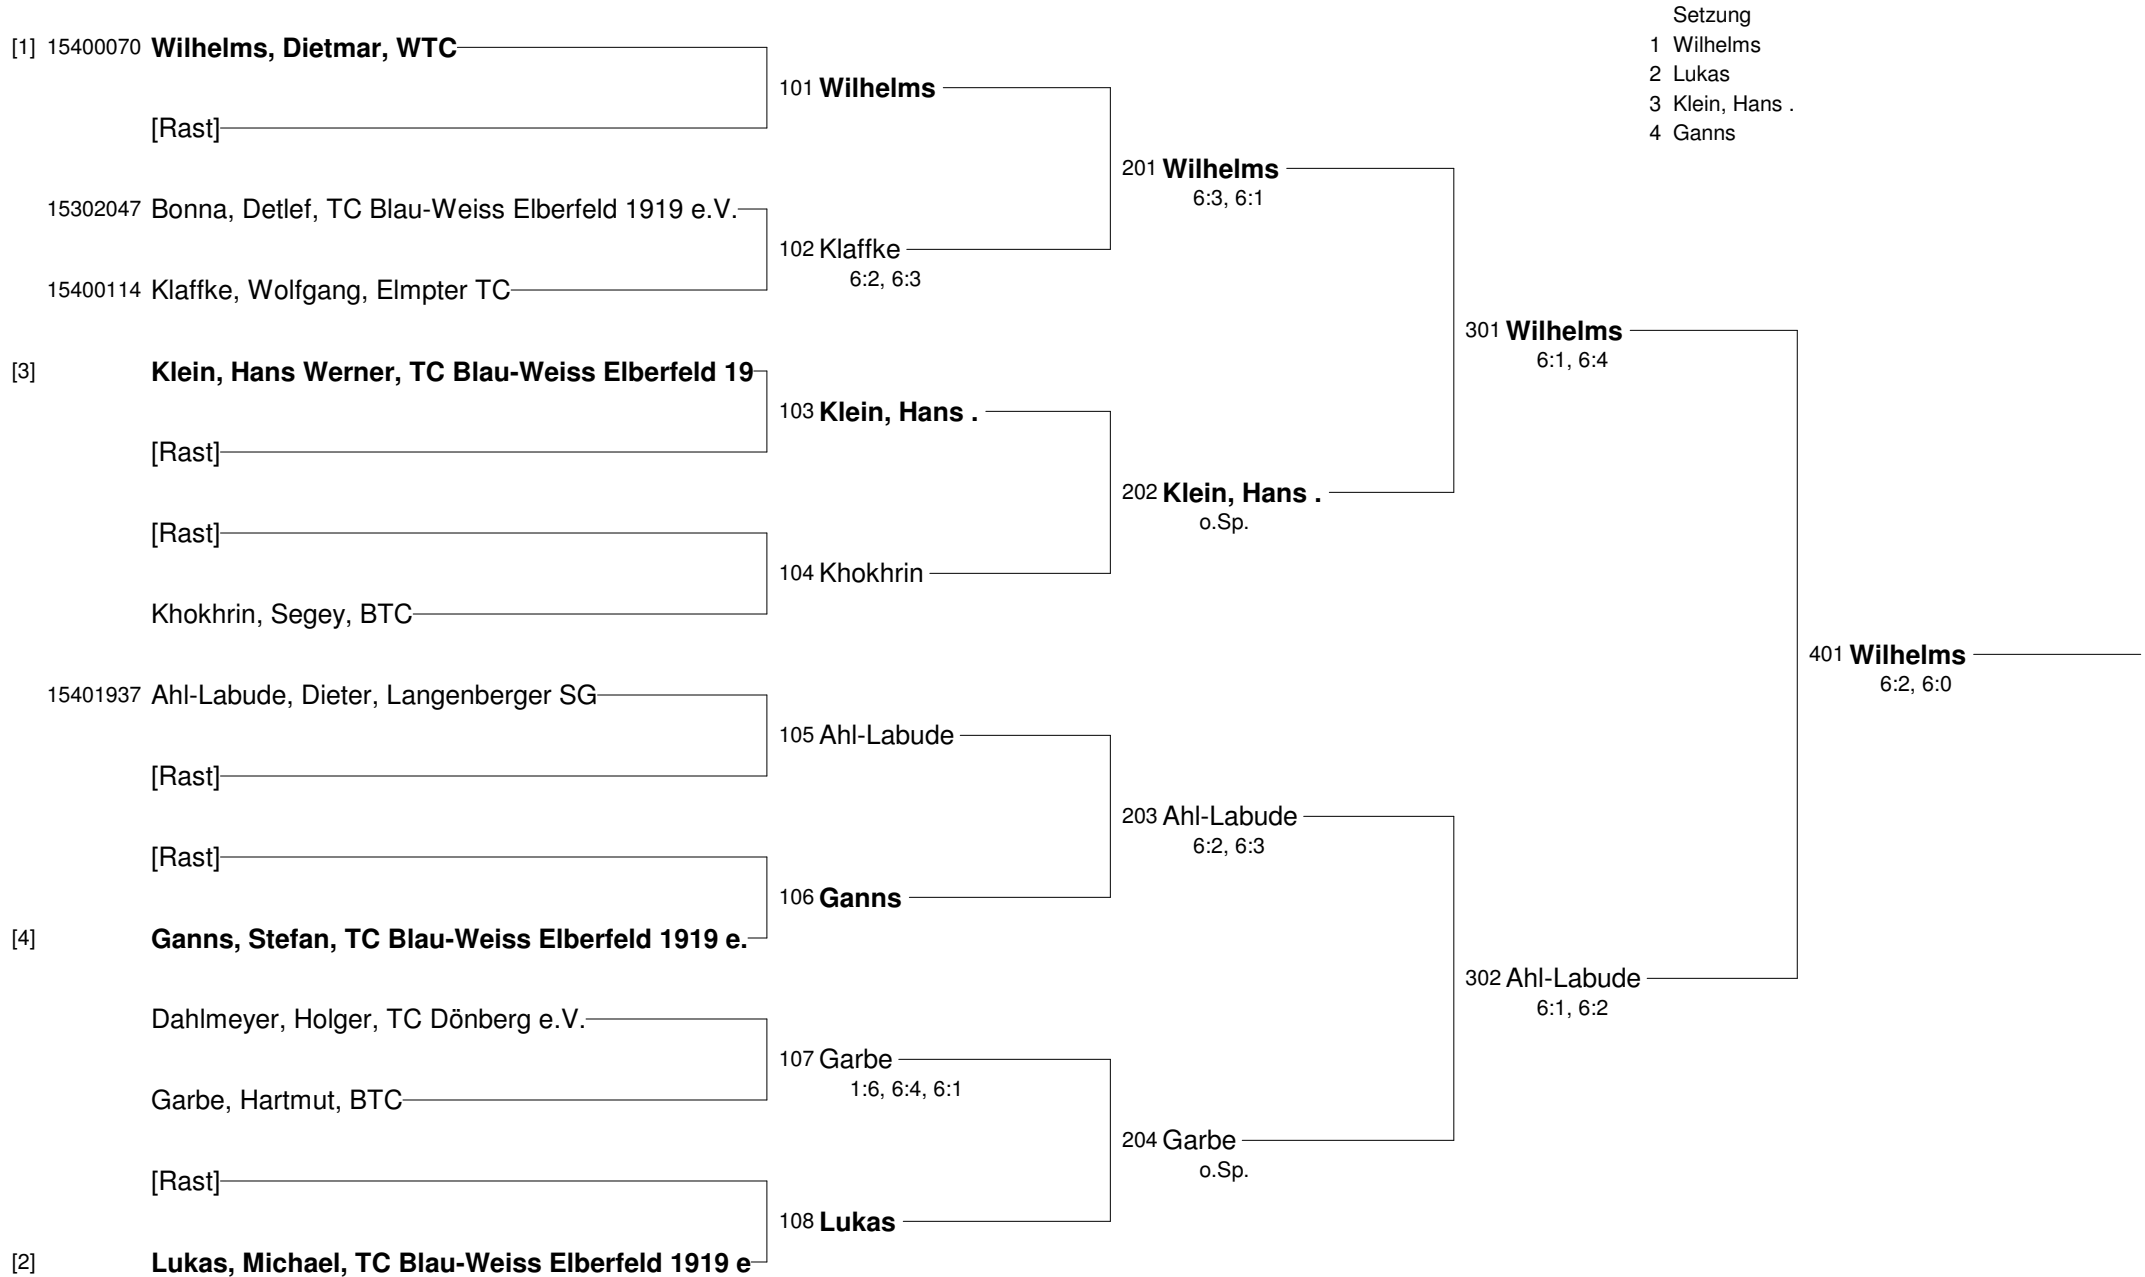 Setzung
1 Wilhelms
2 Lukas
3 Klein, Hans .
4 Ganns
[1] 15400070 Wilhelms, Dietmar, WTC
101 Wilhelms
[Rast]
201 Wilhelms
6:3, 6:1
15302047 Bonna, Detlef, TC Blau-Weiss Elberfeld 1919 e.V.
102 Klaffke
6:2, 6:3
15400114 Klaffke, Wolfgang, Elmpter TC
301 Wilhelms
6:1, 6:4
[3] Klein, Hans Werner, TC Blau-Weiss Elberfeld 19
103 Klein, Hans .
[Rast]
202 Klein, Hans .
o.Sp.
[Rast]
104 Khokhrin
Khokhrin, Segey, BTC
401 Wilhelms
6:2, 6:0
15401937 Ahl-Labude, Dieter, Langenberger SG
105 Ahl-Labude
[Rast]
203 Ahl-Labude
6:2, 6:3
[Rast]
106 Ganns
[4] Ganns, Stefan, TC Blau-Weiss Elberfeld 1919 e.
302 Ahl-Labude
6:1, 6:2
Dahlmeyer, Holger, TC Dönberg e.V.
107 Garbe
1:6, 6:4, 6:1
Garbe, Hartmut, BTC
204 Garbe
o.Sp.
[Rast]
108 Lukas
[2] Lukas, Michael, TC Blau-Weiss Elberfeld 1919 e